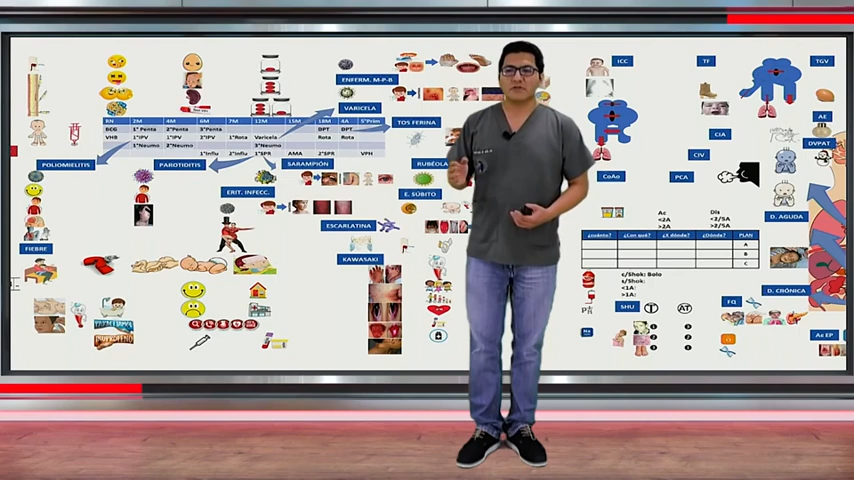 ENFERM. M-P-B
VARICELA
TOS FERINA
RN 2M 4M 6M 7M 12M 15M 18M 4A 5°Prim
BCG 1° Penta 2°Penta 3°Penta DPT DPT
VHB 1°IPV 1°IPV 2°IPV 1°Rota Varicela Rota Rota
1°Neumo 2°Neumo 3°Neumo
1°Influ 2°Influ 1°SPR AMA 2°SPR VPH
POLIOMIELITIS
PAROTIDITIS
SARAMPIÓN
RUBÉOLA
ERIT. INFECC.
E. SÚBITO
ESCARLATINA
KAWASAKI
FIEBRE
ICC
TF
TGV
AE
CIA
DVPAT
CIV
CoAo
PCA
Ac
<2A
>2A
Dis
<2/5A
>2/5A
D. AGUDA
¿cuánto? ¿Con qué? ¿X dónde? ¿Dónde? PLAN
A
B
C
c/Shok: Bolo
s/Shok:
<1A:
>1A:
D. CRÓNICA
SHU
T
AT
FQ
Ac EP